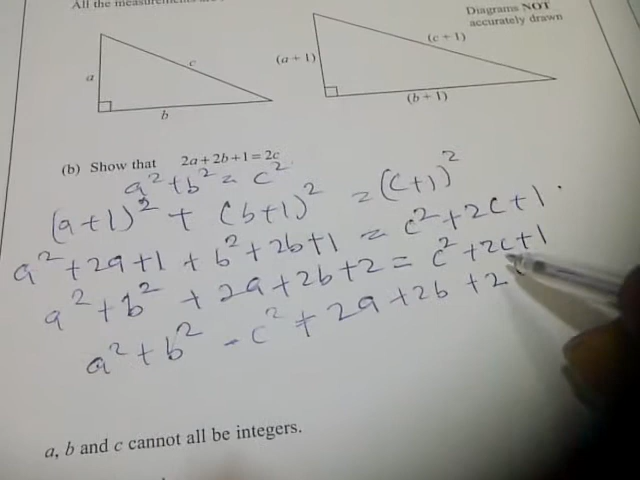 All the measurements are
Diagrams NOT
accurately drawn
a
c
b
(a + 1)
(c + 1)
(b + 1)
(b) Show that 2a + 2b + 1 = 2c
a² + b² = c²
(a+1)² + (b+1)² = (c+1)²
a² + 2a + 1 + b² + 2b + 1 = c² + 2c + 1 .
a² + b² + 2a + 2b + 2 = c² + 2c + 1
a² + b² - c² + 2a + 2b + 2
a, b and c cannot all be integers.